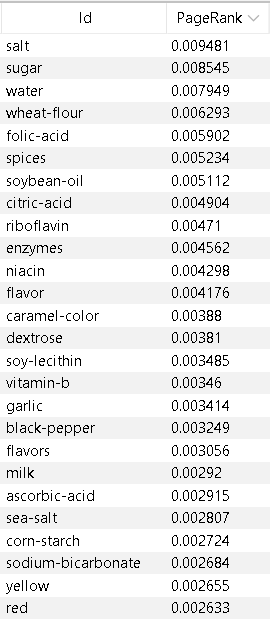 Id PageRank
salt 0.009481
sugar 0.008545
water 0.007949
wheat-flour 0.006293
folic-acid 0.005902
spices 0.005234
soybean-oil 0.005112
citric-acid 0.004904
riboflavin 0.00471
enzymes 0.004562
niacin 0.004298
flavor 0.004176
caramel-color 0.00388
dextrose 0.00381
soy-lecithin 0.003485
vitamin-b 0.00346
garlic 0.003414
black-pepper 0.003249
flavors 0.003056
milk 0.00292
ascorbic-acid 0.002915
sea-salt 0.002807
corn-starch 0.002724
sodium-bicarbonate 0.002684
yellow 0.002655
red 0.002633